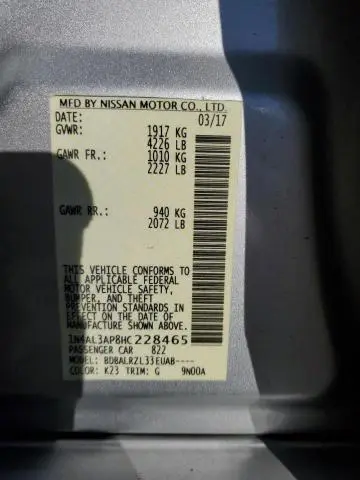 MFD BY NISSAN MOTOR CO., LTD.
DATE: 03/17
GVWR: 1917 KG
4226 LB
GAWR FR.: 1010 KG
2227 LB
GAWR RR.: 940 KG
2072 LB
THIS VEHICLE CONFORMS TO
ALL APPLICABLE FEDERAL
MOTOR VEHICLE SAFETY,
BUMPER, AND THEFT
PREVENTION STANDARDS IN
EFFECT ON THE DATE OF
MANUFACTURE SHOWN ABOVE.
1N4AL3AP8HC228465
PASSENGER CAR 822
MODEL: BDBALRZL33EUAB----
COLOR: K23 TRIM: G 9N00A